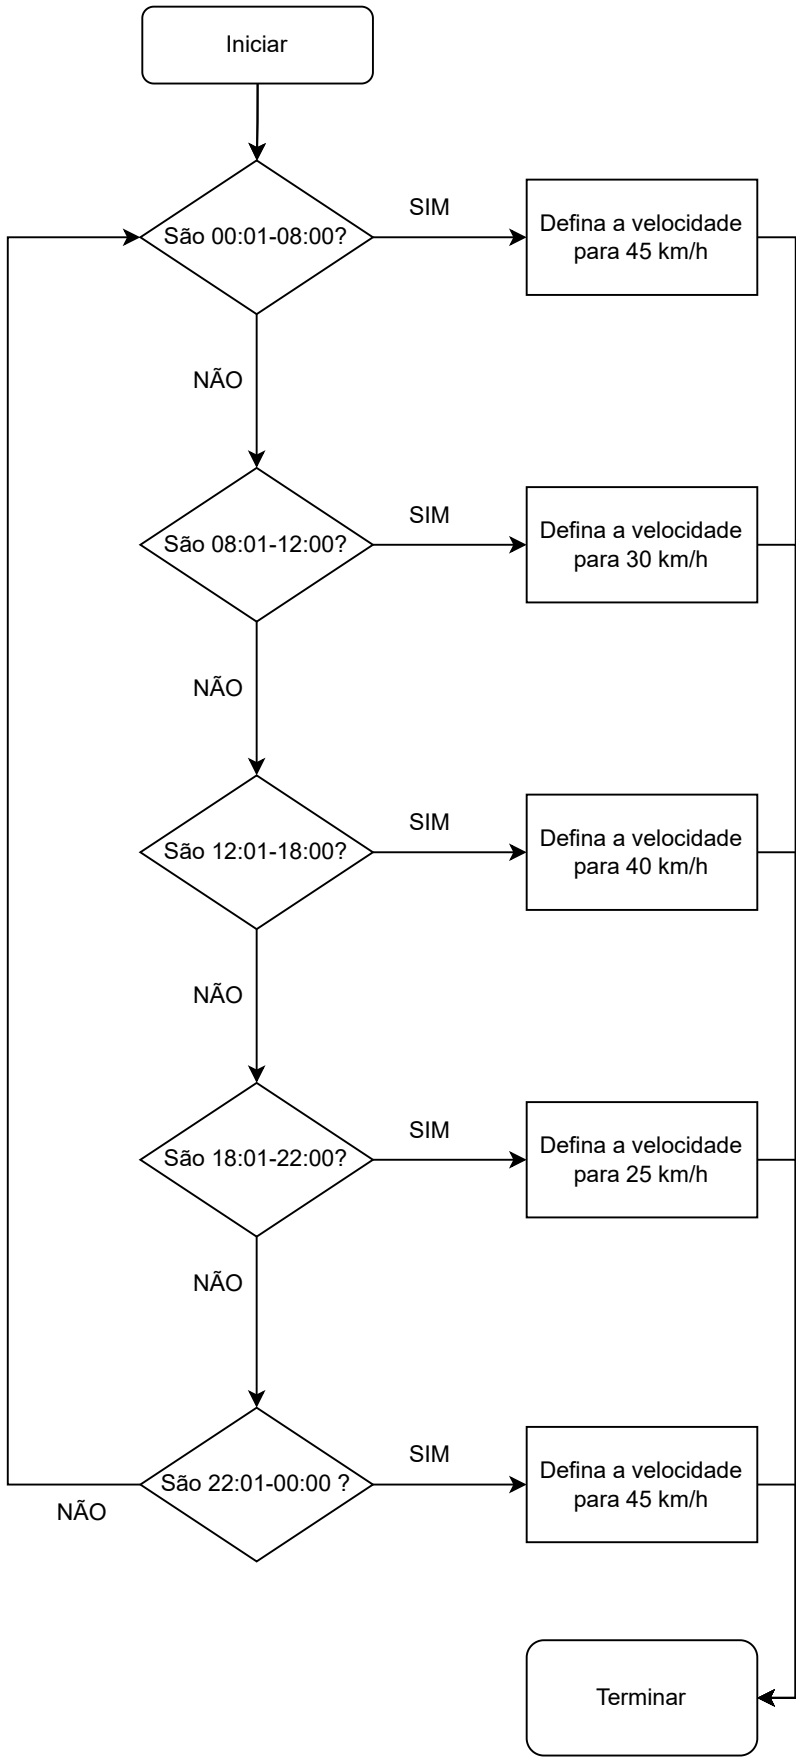 Iniciar
São 00:01-08:00?
SIM
Defina a velocidade
para 45 km/h
NÃO
São 08:01-12:00?
SIM
Defina a velocidade
para 30 km/h
NÃO
São 12:01-18:00?
SIM
Defina a velocidade
para 40 km/h
NÃO
São 18:01-22:00?
SIM
Defina a velocidade
para 25 km/h
NÃO
São 22:01-00:00 ?
SIM
Defina a velocidade
para 45 km/h
NÃO
Terminar